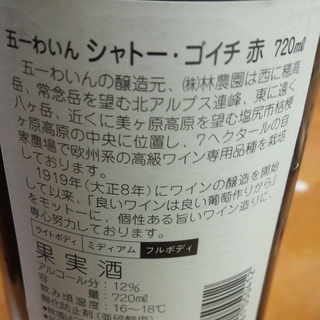 五一わいん シャトー・ゴイチ 赤 720ml
五一わいんの醸造元、㈱林農園は西に穂高
岳、常念岳を望む北アルプス連峰、東に遠く
八ヶ岳、近くに美ヶ原高原を望む塩尻市桔梗
ヶ原高原の中央に位置し、7ヘクタールの自
家農場で欧州系の高級ワイン専用品種を栽培
しております。
1919年(大正8年)にワインの醸造を開始
して以来、「良いワインは良い葡萄作りから」
をモットーに、個性ある旨いワイン造りに、
専心努力しております。
ライトボディ ミディアム フルボディ
果実酒
アルコール分:12%
容量:720ml
飲み頃温度:16〜18℃
酸化防止剤(亜硫酸塩)